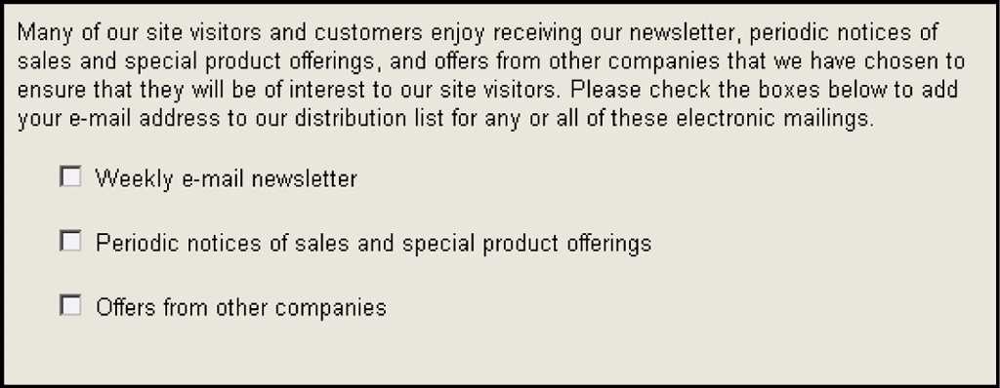 Many of our site visitors and customers enjoy receiving our newsletter, periodic notices of
sales and special product offerings, and offers from other companies that we have chosen to
ensure that they will be of interest to our site visitors. Please check the boxes below to add
your e-mail address to our distribution list for any or all of these electronic mailings.
Weekly e-mail newsletter
Periodic notices of sales and special product offerings
Offers from other companies